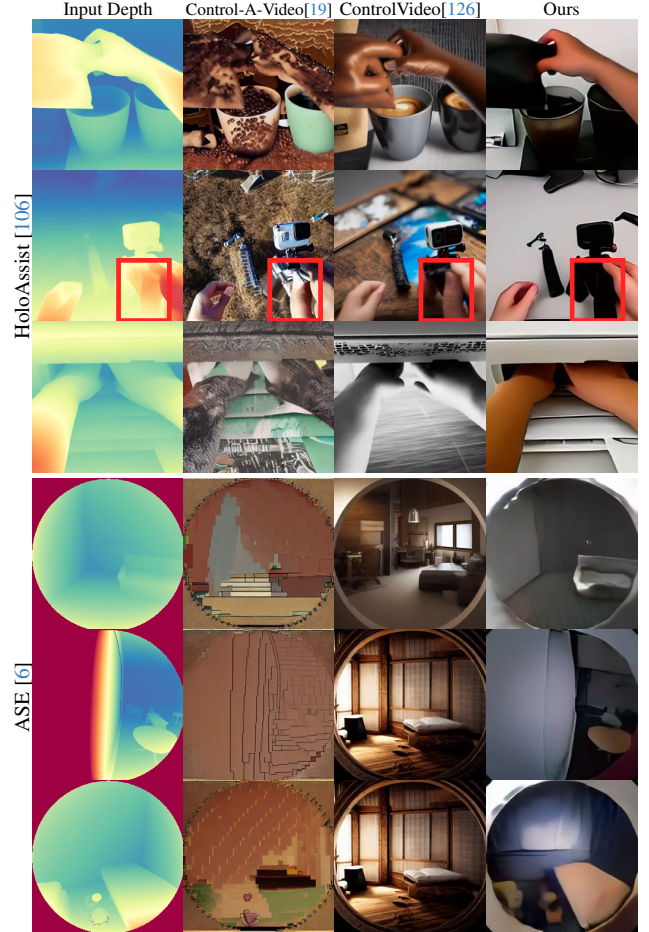 Input Depth Control-A-Video[19] ControlVideo[126] Ours
HoloAssist [106]
ASE [6]